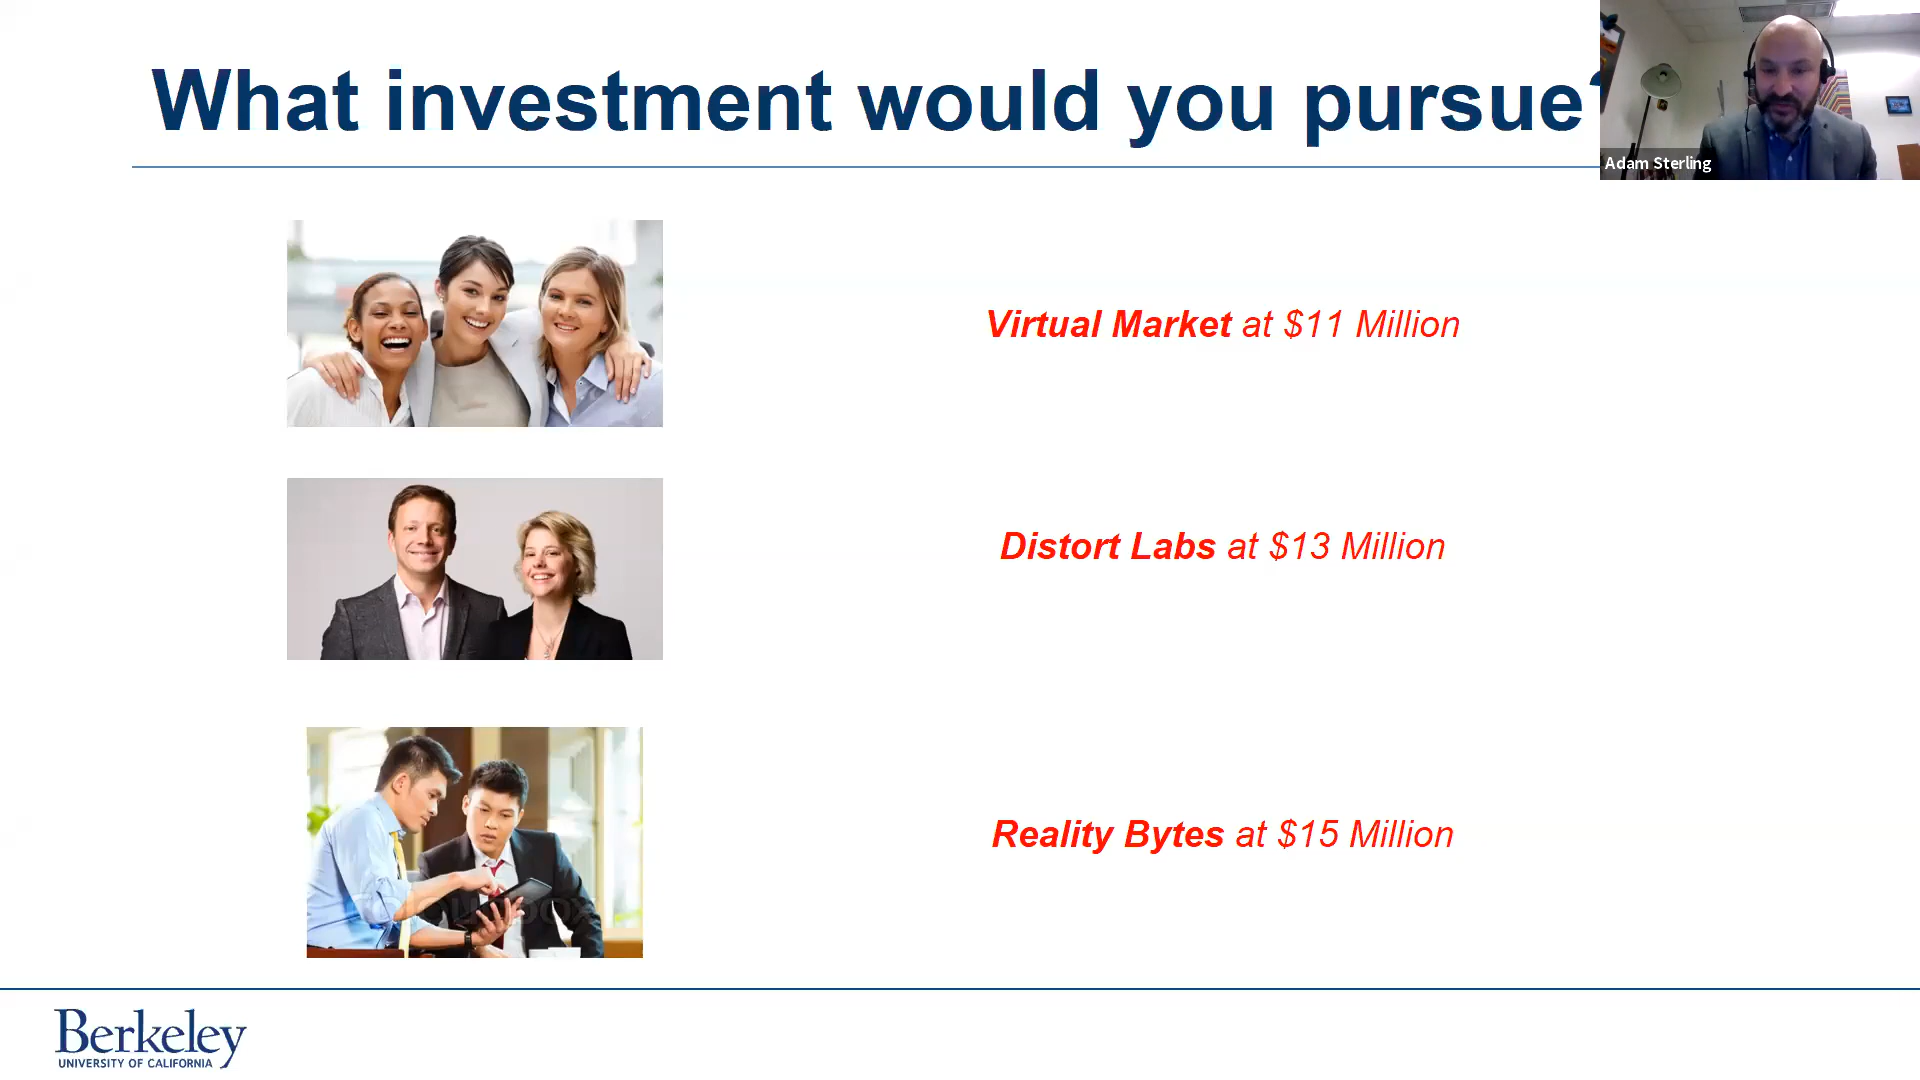 What investment would you pursue?
Adam Sterling
Virtual Market at $11 Million
Distort Labs at $13 Million
Reality Bytes at $15 Million
Berkeley
UNIVERSITY OF CALIFORNIA